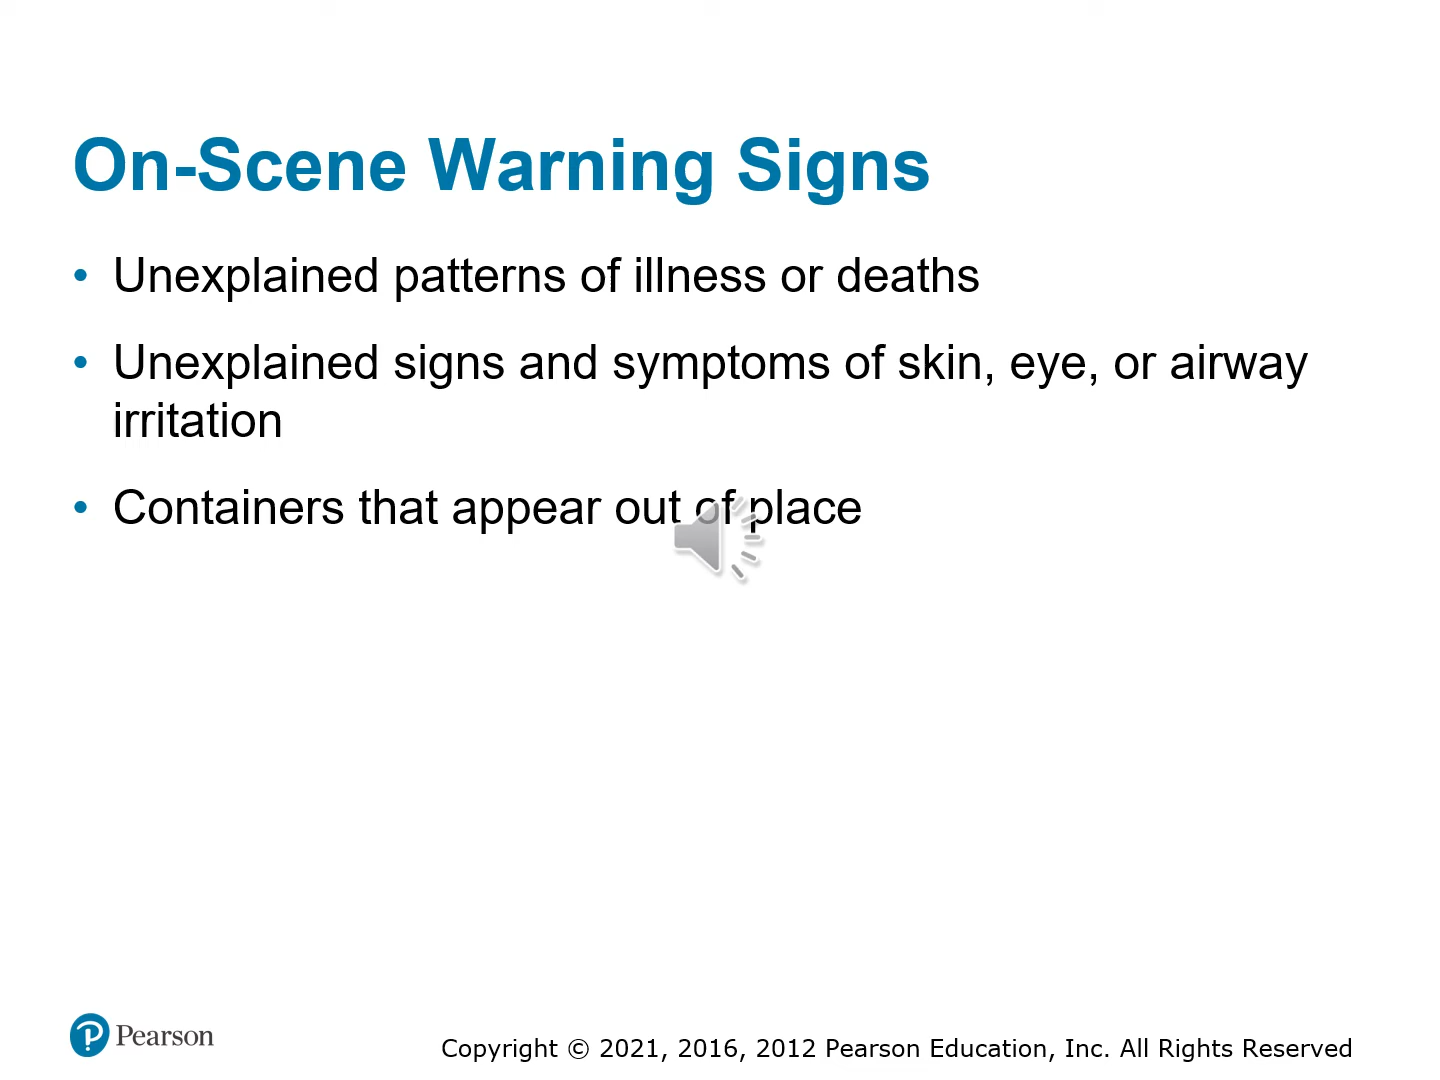 On-Scene Warning Signs
• Unexplained patterns of illness or deaths
• Unexplained signs and symptoms of skin, eye, or airway
irritation
• Containers that appear out of place
Pearson
Copyright © 2021, 2016, 2012 Pearson Education, Inc. All Rights Reserved